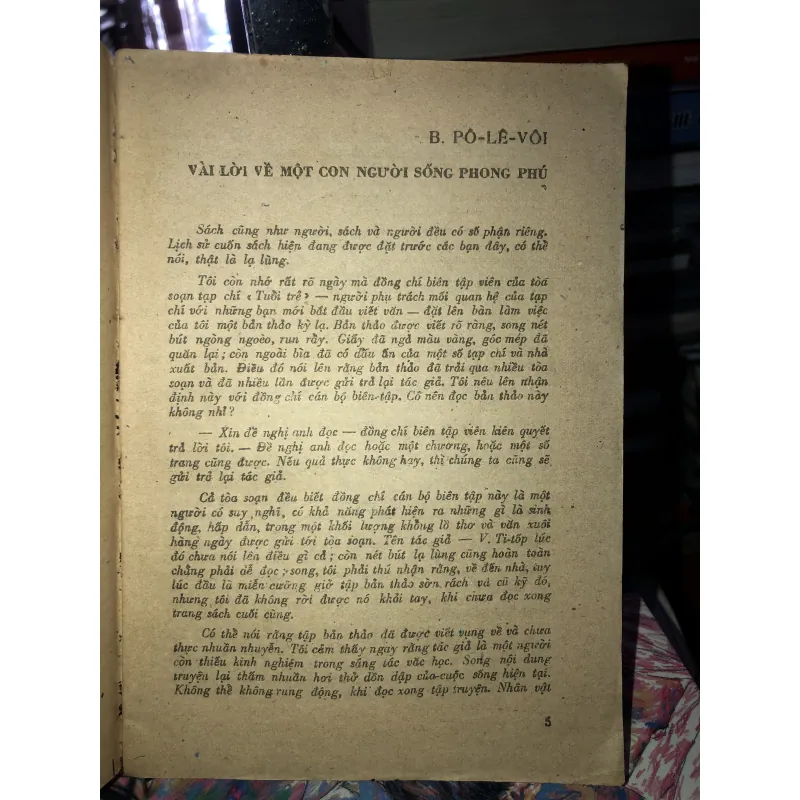 B. PÔ-LÊ-VÔI
VÀI LỜI VỀ MỘT CON NGƯỜI SỐNG PHONG PHÚ
Sách cũng như người, sách và người đều có số phận riêng.
Lịch sử cuốn sách hiện đang được đặt trước các bạn đây, có thể
nói, thật là lạ lùng.
Tôi còn nhớ rất rõ ngày mà đồng chí biên tập viên của tòa
soạn tạp chí « Tuổi trẻ » — người phụ trách mối quan hệ của tạp
chí với những bạn mới bắt đầu viết văn — đặt lên bàn làm việc
của tôi một bản thảo kỳ lạ. Bản thảo được viết rõ ràng, song nét
bút ngòng ngoèo, run rẩy. Giấy đã ngả màu vàng, góc mép đã
quăn lại ; còn ngoài bìa đã có dấu ấn của một số tạp chí và nhà
xuất bản. Điều đó nói lên rằng bản thảo đã trải qua nhiều tòa
soạn và đã nhiều lần được gửi trả lại tác giả. Tôi nêu lên nhận
định này với đồng chí cán bộ biên-tập. Có nên đọc bản thảo này
không nhỉ ?
— Xin đề nghị anh đọc — đồng chí biên tập viên kiên quyết
trả lời tôi. — Đề nghị anh đọc hoặc một chương, hoặc một số
trang cũng được. Nếu quả thực không hay, thì chúng ta cũng sẽ
gửi trả lại tác giả.
Cả tòa soạn đều biết đồng chí cán bộ biên tập này là một
người có suy nghĩ, có khả năng phát hiện ra những gì là sinh
động, hấp dẫn, trong một khối lượng khổng lồ thơ và văn xuôi
hàng ngày được gửi tới tòa soạn. Tên tác giả — V. Ti-tốp lúc
đó chưa nói lên điều gì cả ; còn nét bút lạ lùng cũng hoàn toàn
chẳng phải dễ đọc ; song, tôi phải thú nhận rằng, về đến nhà, tuy
lúc đầu là miễn cưỡng giở tập bản thảo sờn rách và cũ kỹ đó,
nhưng tôi đã không rời được nó khỏi tay, khi chưa đọc xong
trang sách cuối cùng.
Có thể nói rằng tập bản thảo đã được viết vụng về và chưa
thực nhuần nhuyễn. Tôi cảm thấy ngay rằng tác giả là một người
còn thiếu kinh nghiệm trong sáng tác văc học. Song nội dung
truyện lại thấm nhuần hơi thở dồn dập của cuộc sống hiện tại.
Không thể không rung động, khi đọc xong tập truyện. Nhân vật
5